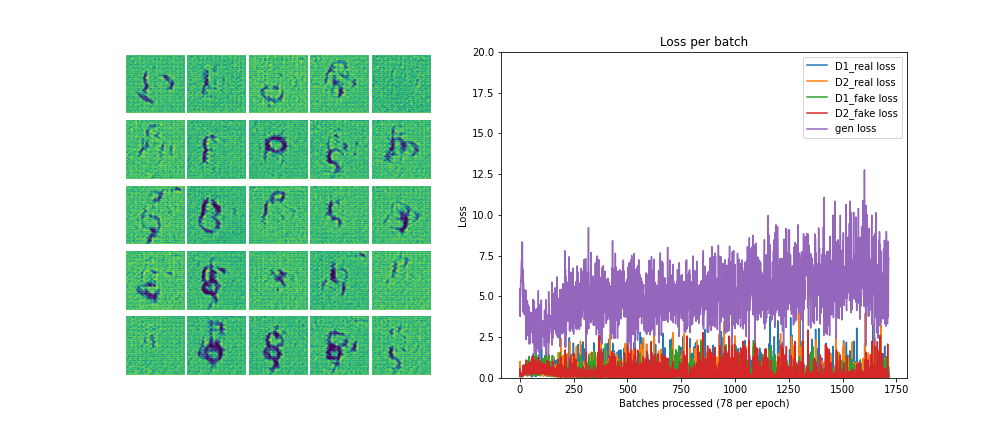 Loss per batch
20.0
17.5
15.0
12.5
10.0
7.5
5.0
2.5
0.0
Loss
D1_real loss
D2_real loss
D1_fake loss
D2_fake loss
gen loss
0 250 500 750 1000 1250 1500 1750
Batches processed (78 per epoch)